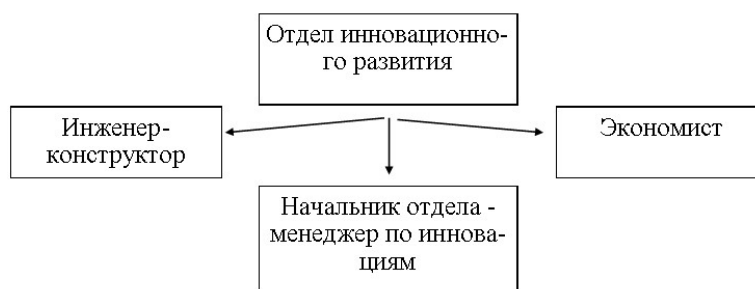 Отдел инновационно-
го развития
Инженер-
конструктор
Экономист
Начальник отдела -
менеджер по иннова-
циям